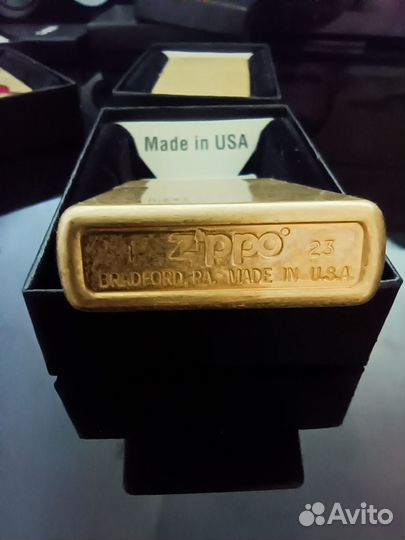 Made in USA
I Zippo 23
BRADFORD, PA. MADE IN U.S.A.
Avito